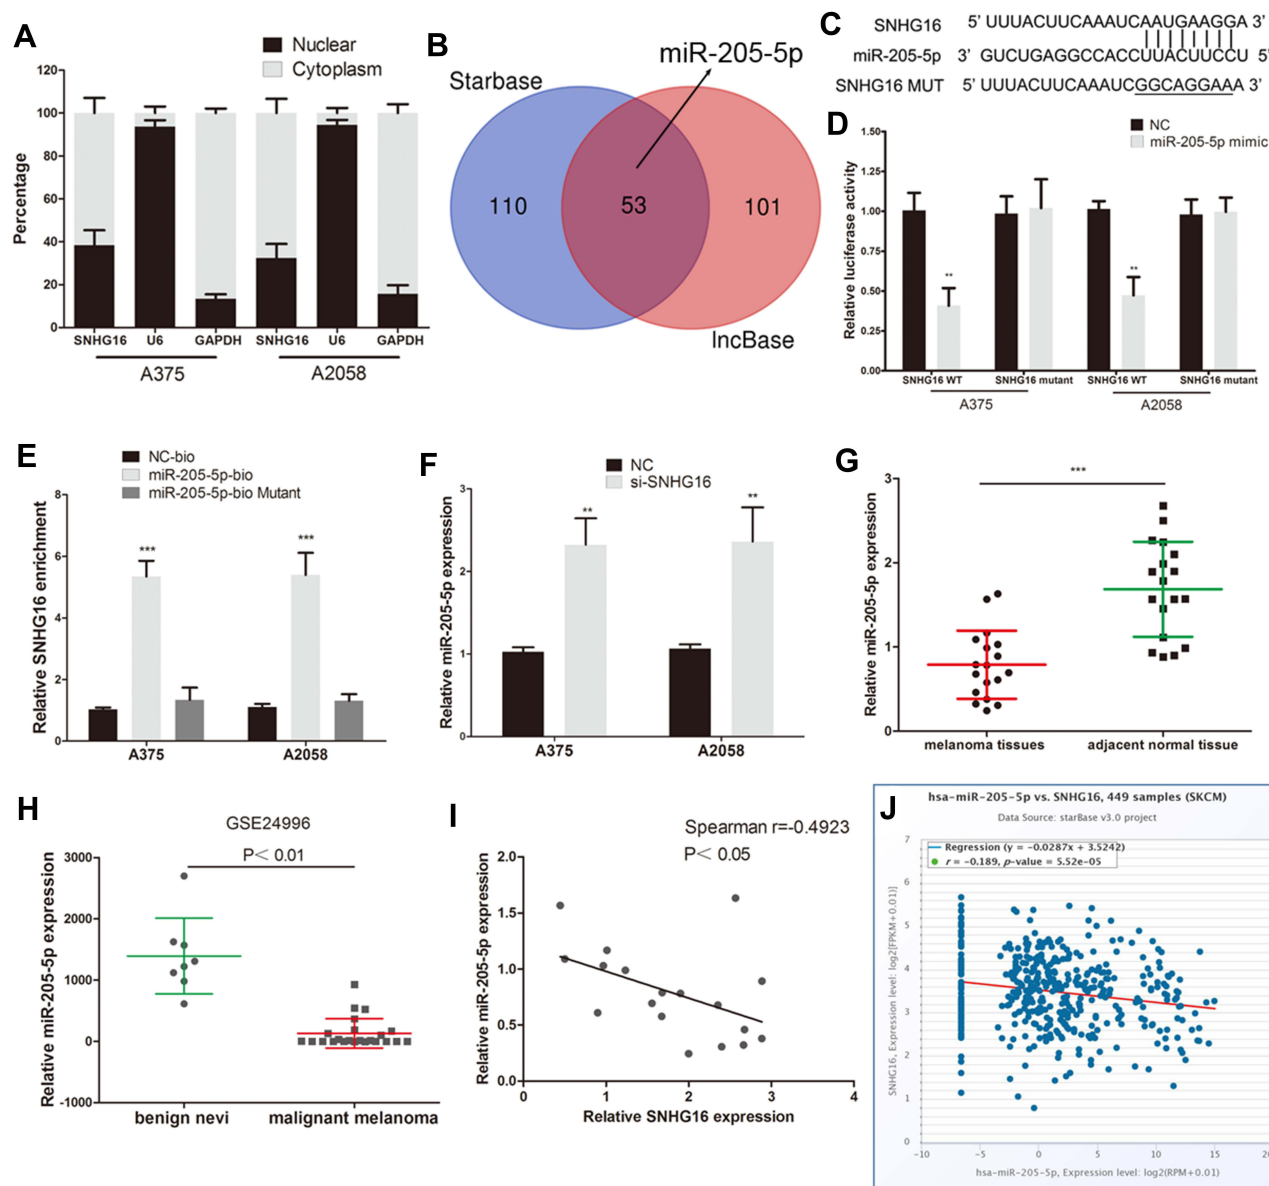 A
Nuclear
Cytoplasm
120
100
80
60
40
20
0
Percentage
SNHG16 U6 GAPDH SNHG16 U6 GAPDH
A375 A2058
B
miR-205-5p
Starbase
110 53 101
lncBase
C
SNHG16 5' UUUACUUCAAAUCAAUGAAGGA 3'
miR-205-5p 3' GUCUGAGGCCACCUUACUUCCU 5'
SNHG16 MUT 5' UUUACUUCAAAUCGGCAGGAAA 3'
D
NC
miR-205-5p mimic
1.50
1.25
1.00
0.75
0.50
0.25
0.00
Relative luciferase activity
** **
SNHG16 WT SNHG16 mutant SNHG16 WT SNHG16 mutant
A375 A2058
E
NC-bio
miR-205-5p-bio
miR-205-5p-bio Mutant
8
6
4
2
0
Relative SNHG16 enrichment
*** ***
A375 A2058
F
NC
si-SNHG16
3
2
1
0
Relative miR-205-5p expression
** **
A375 A2058
G
***
3
2
1
0
Relative miR-205-5p expression
melanoma tissues adjacent normal tissue
H
GSE24996
P< 0.01
3000
2000
1000
0
-1000
Relative miR-205-5p expression
benign nevi malignant melanoma
I
Spearman r=-0.4923
P< 0.05
2.0
1.5
1.0
0.5
0.0
Relative miR-205-5p expression
0 1 2 3 4
Relative SNHG16 expression
J
hsa-miR-205-5p vs. SNHG16, 449 samples (SKCM)
Data Source: starBase v3.0 project
Regression (y = -0.0287x + 3.5242)
r = -0.189, p-value = 5.52e-05
7
6
5
4
3
2
1
0
SNHG16, Expression level: log2[FPKM+0.01)]
-10 -5 0 5 10 15 20
hsa-miR-205-5p, Expression level: log2(RPM+0.01)